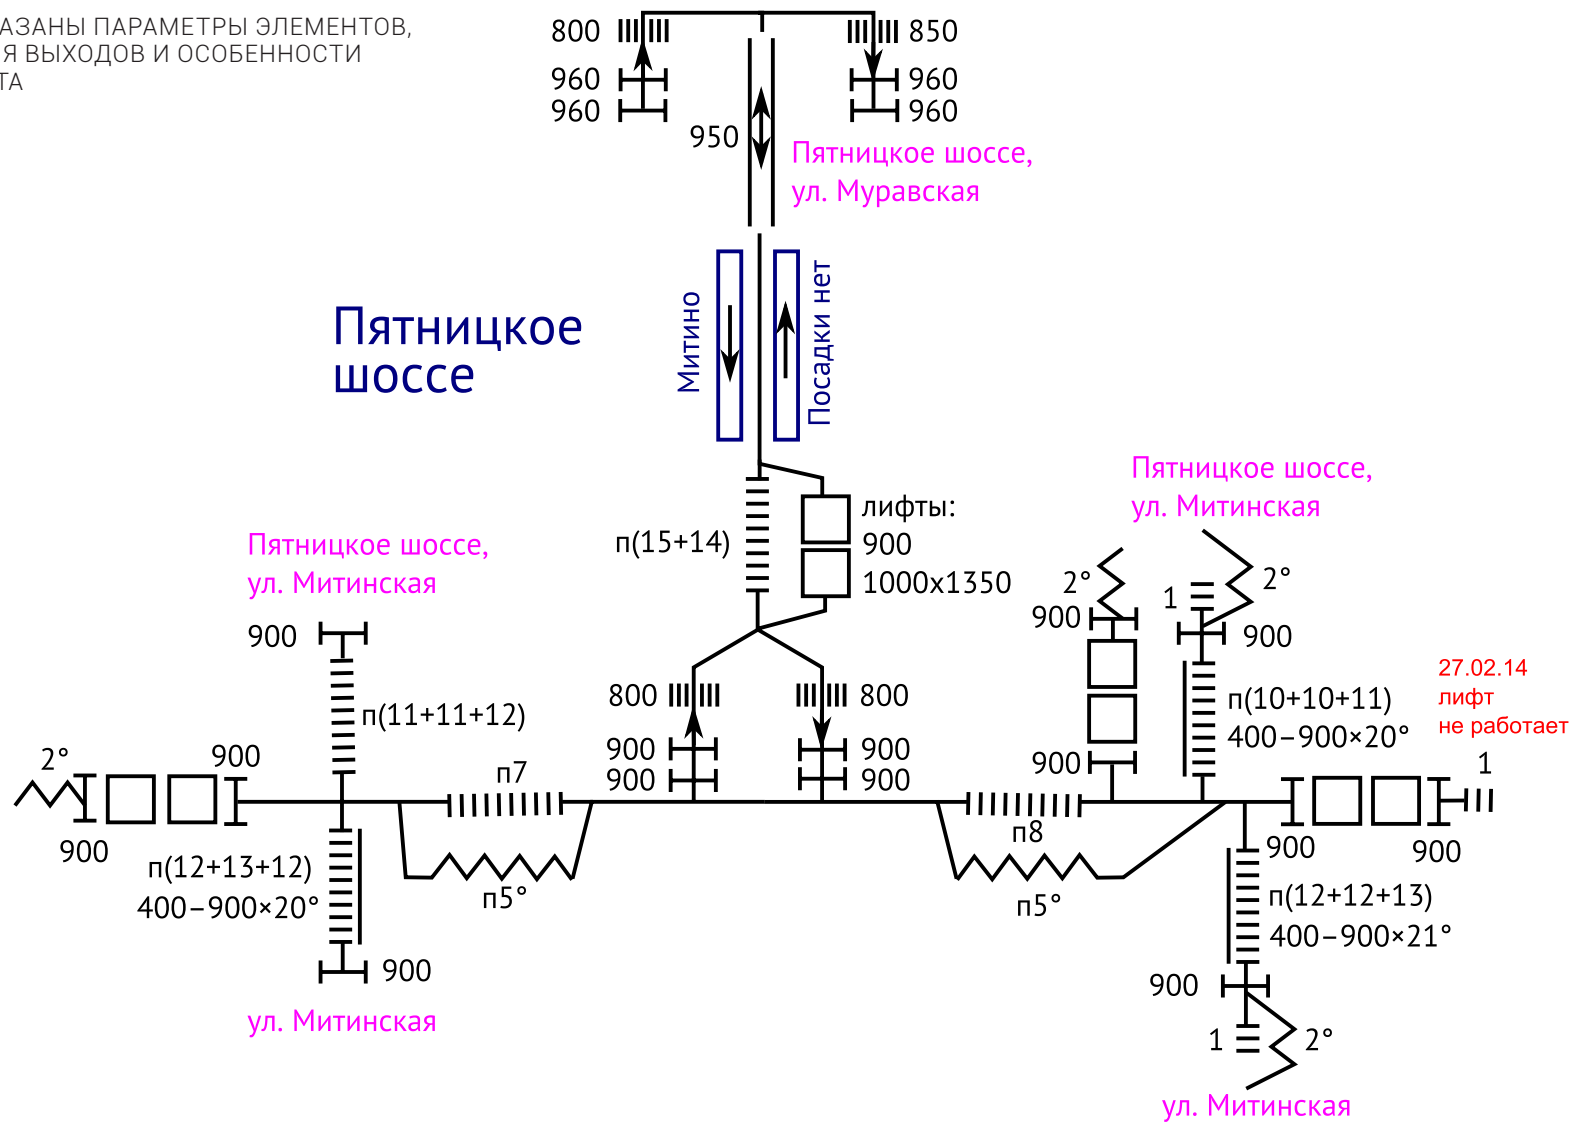 АЗАНЫ ПАРАМЕТРЫ ЭЛЕМЕНТОВ,
Я ВЫХОДОВ И ОСОБЕННОСТИ
ТА
800
850
960
960
960
960
950
Пятницкое шоссе,
ул. Муравская
Пятницкое
шоссе
Митино
Посадки нет
п(15+14)
лифты:
900
1000х1350
Пятницкое шоссе,
ул. Митинская
Пятницкое шоссе,
ул. Митинская
900
п(11+11+12)
2°
900
900
п(12+13+12)
400–900×20°
900
ул. Митинская
п7
п5°
800
800
900
900
900
900
п8
п5°
2°
900
900
1
2°
900
п(10+10+11)
400–900×20°
27.02.14
лифт
не работает
1
900
900
п(12+12+13)
400–900×21°
900
1
2°
ул. Митинская